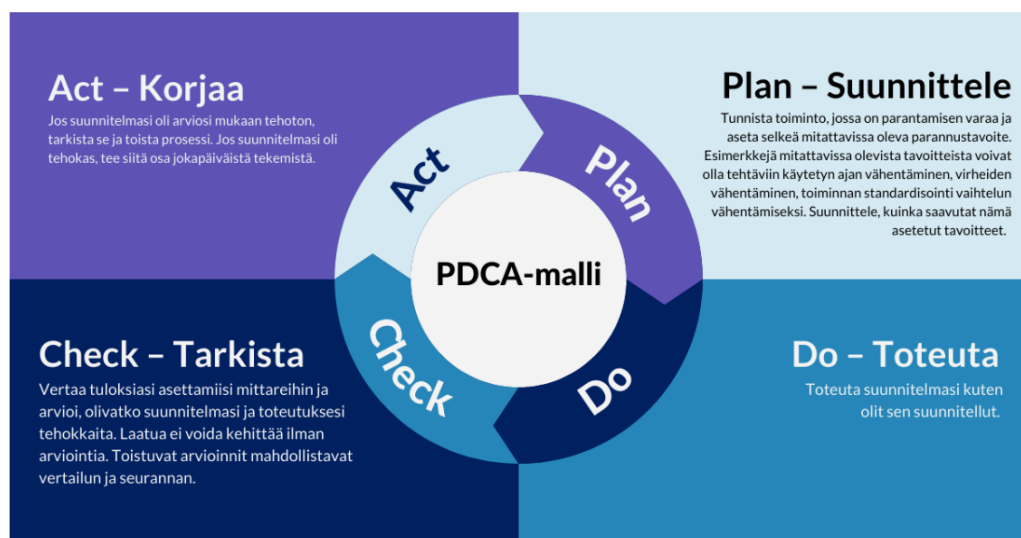 Act – Korjaa
Jos suunnitelmasi oli arviosi mukaan tehoton,
tarkista se ja toista prosessi. Jos suunnitelmasi oli
tehokas, tee siitä osa jokapäiväistä tekemistä.
Plan – Suunnittele
Tunnista toiminto, jossa on parantamisen varaa ja
aseta selkeä mitattavissa oleva parannustavoite.
Esimerkkejä mitattavissa olevista tavoitteista voivat
olla tehtäviin käytetyn ajan vähentäminen, virheiden
vähentäminen, toiminnan standardisointi vaihtelun
vähentämiseksi. Suunnittele, kuinka saavutat nämä
asetetut tavoitteet.
Act
Plan
PDCA-malli
Check
Do
Check – Tarkista
Vertaa tuloksiasi asettamiisi mittareihin ja
arvioi, olivatko suunnitelmasi ja toteutuksesi
tehokkaita. Laatua ei voida kehittää ilman
arviointia. Toistuvat arvioinnit mahdollistavat
vertailun ja seurannan.
Do – Toteuta
Toteuta suunnitelmasi kuten
olit sen suunnitellut.